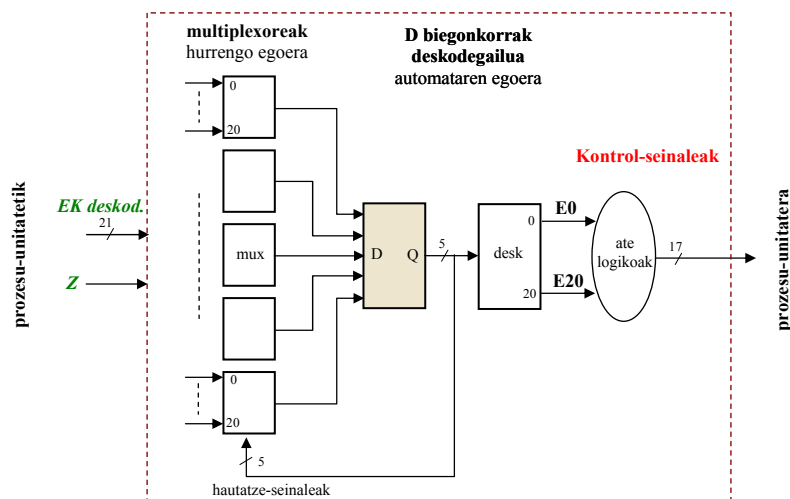 multiplexoreak
hurrengo egoera
D biegonkorrak
deskodegailua
automataren egoera
0
20
Kontrol-seinaleak
prozesu-unitatetik
EK deskod.
21
Z
mux
D
Q
5
desk
0
20
E0
E20
ate
logikoak
17
prozesu-unitatera
0
20
5
hautatze-seinaleak